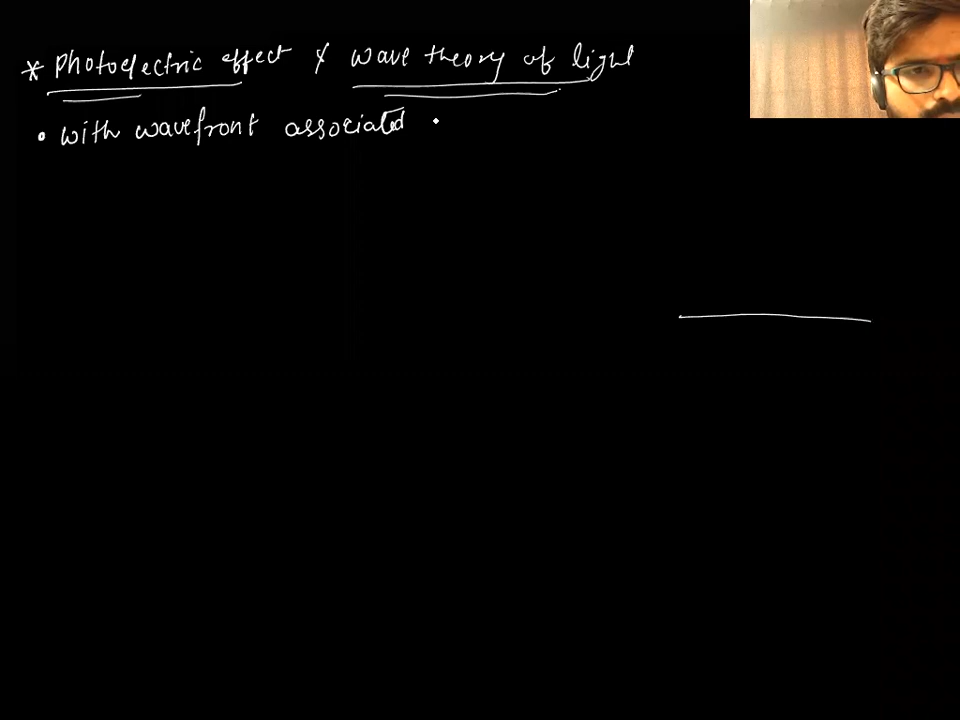 * Photoelectric effect & wave theory of light
• with wavefront associated